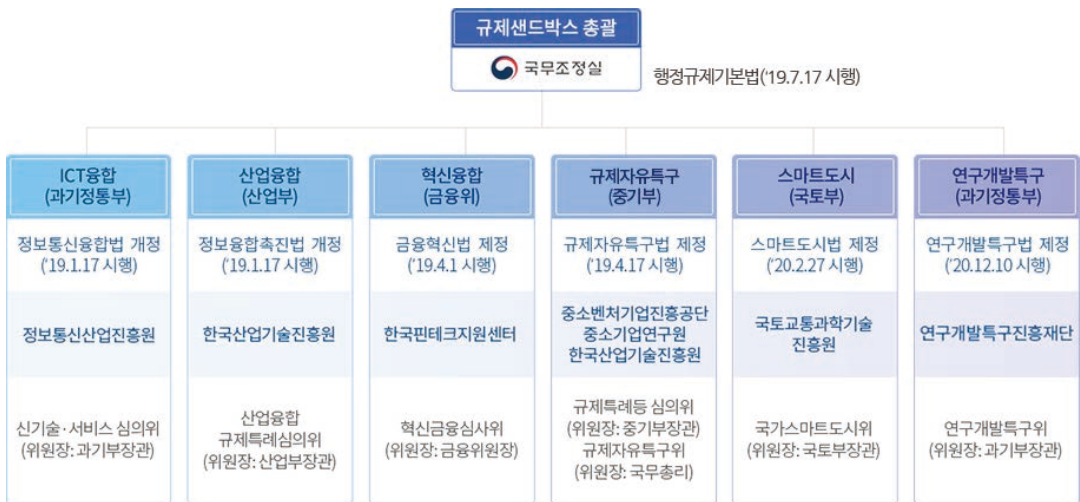 규제샌드박스 총괄
국무조정실
행정규제기본법('19.7.17 시행)
ICT융합
(과기정통부)
정보통신융합법 개정
('19.1.17 시행)
정보통신산업진흥원
신기술·서비스 심의위
(위원장: 과기부장관)
산업융합
(산업부)
정보융합촉진법 개정
('19.1.17 시행)
한국산업기술진흥원
산업융합
규제특례심의위
(위원장: 산업부장관)
혁신융합
(금융위)
금융혁신법 제정
('19.4.1 시행)
한국핀테크지원센터
혁신금융심사위
(위원장: 금융위원장)
규제자유특구
(중기부)
규제자유특구법 제정
('19.4.17 시행)
중소벤처기업진흥공단
중소기업연구원
한국산업기술진흥원
규제특례등 심의위
(위원장: 중기부장관)
규제자유특구위
(위원장: 국무총리)
스마트도시
(국토부)
스마트도시법 제정
('20.2.27 시행)
국토교통과학기술
진흥원
국가스마트도시위
(위원장: 국토부장관)
연구개발특구
(과기정통부)
연구개발특구법 제정
('20.12.10 시행)
연구개발특구진흥재단
연구개발특구위
(위원장: 과기부장관)